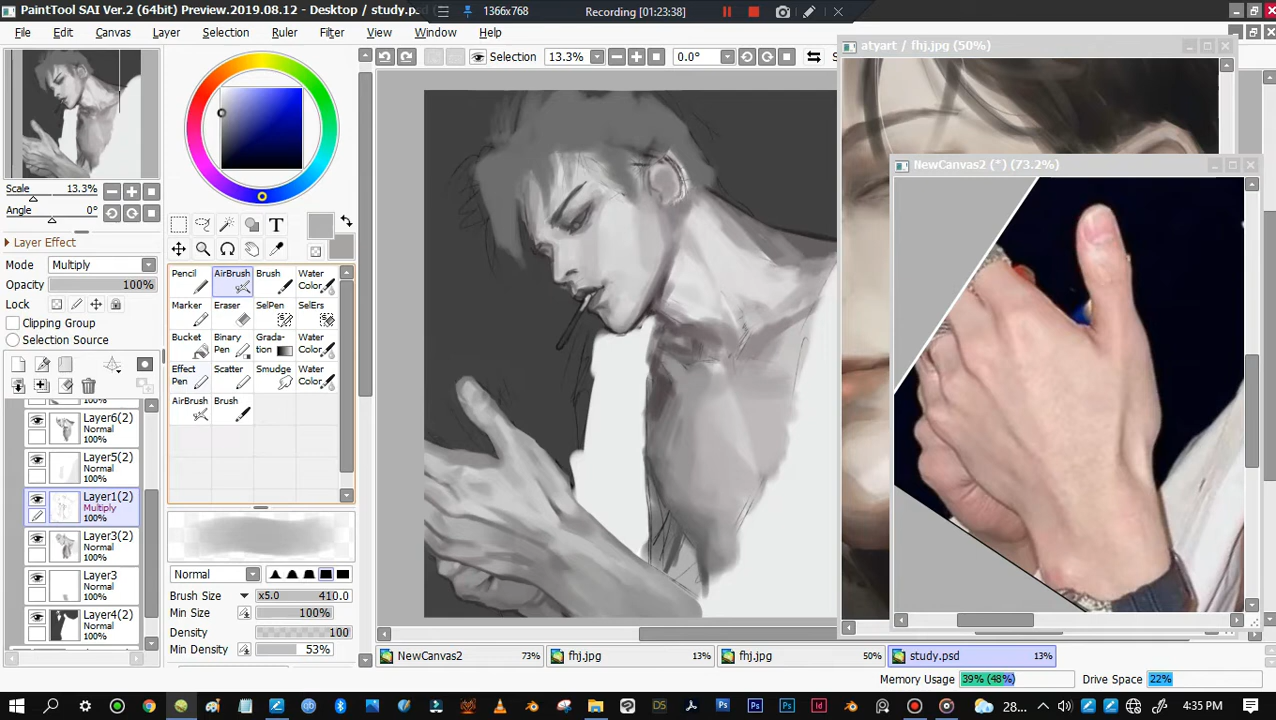 PaintTool SAI Ver.2 (64bit) Preview.2019.08.12 - Desktop / study.ps
1366x768
Recording [01:23:38]
File Edit Canvas Layer Selection Ruler Filter View Window Help
Selection 13.3% 0.0°
atyart / fhj.jpg (50%)
NewCanvas2 (*) (73.2%)
Scale 13.3%
Angle 0°
Layer Effect
Mode Multiply
Opacity 100%
Lock
Clipping Group
Selection Source
T
Pencil AirBrush Brush Water Color
Marker Eraser SelPen SelErs
Bucket Binary Pen Grada- tion Water Color
Effect Pen Scatter Smudge Water Color
AirBrush Brush
Layer6(2)
Normal
100%
Layer5(2)
Normal
100%
Layer1(2)
Multiply
100%
Layer3(2)
Normal
100%
Layer3
Normal
100%
Layer4(2)
Normal
100%
Normal
Brush Size x5.0 410.0
Min Size 100%
Density 100
Min Density 53%
NewCanvas2 73% fhj.jpg 13% fhj.jpg 50% study.psd 13%
Memory Usage 39% (48%) Drive Space 22%
28... 4:35 PM